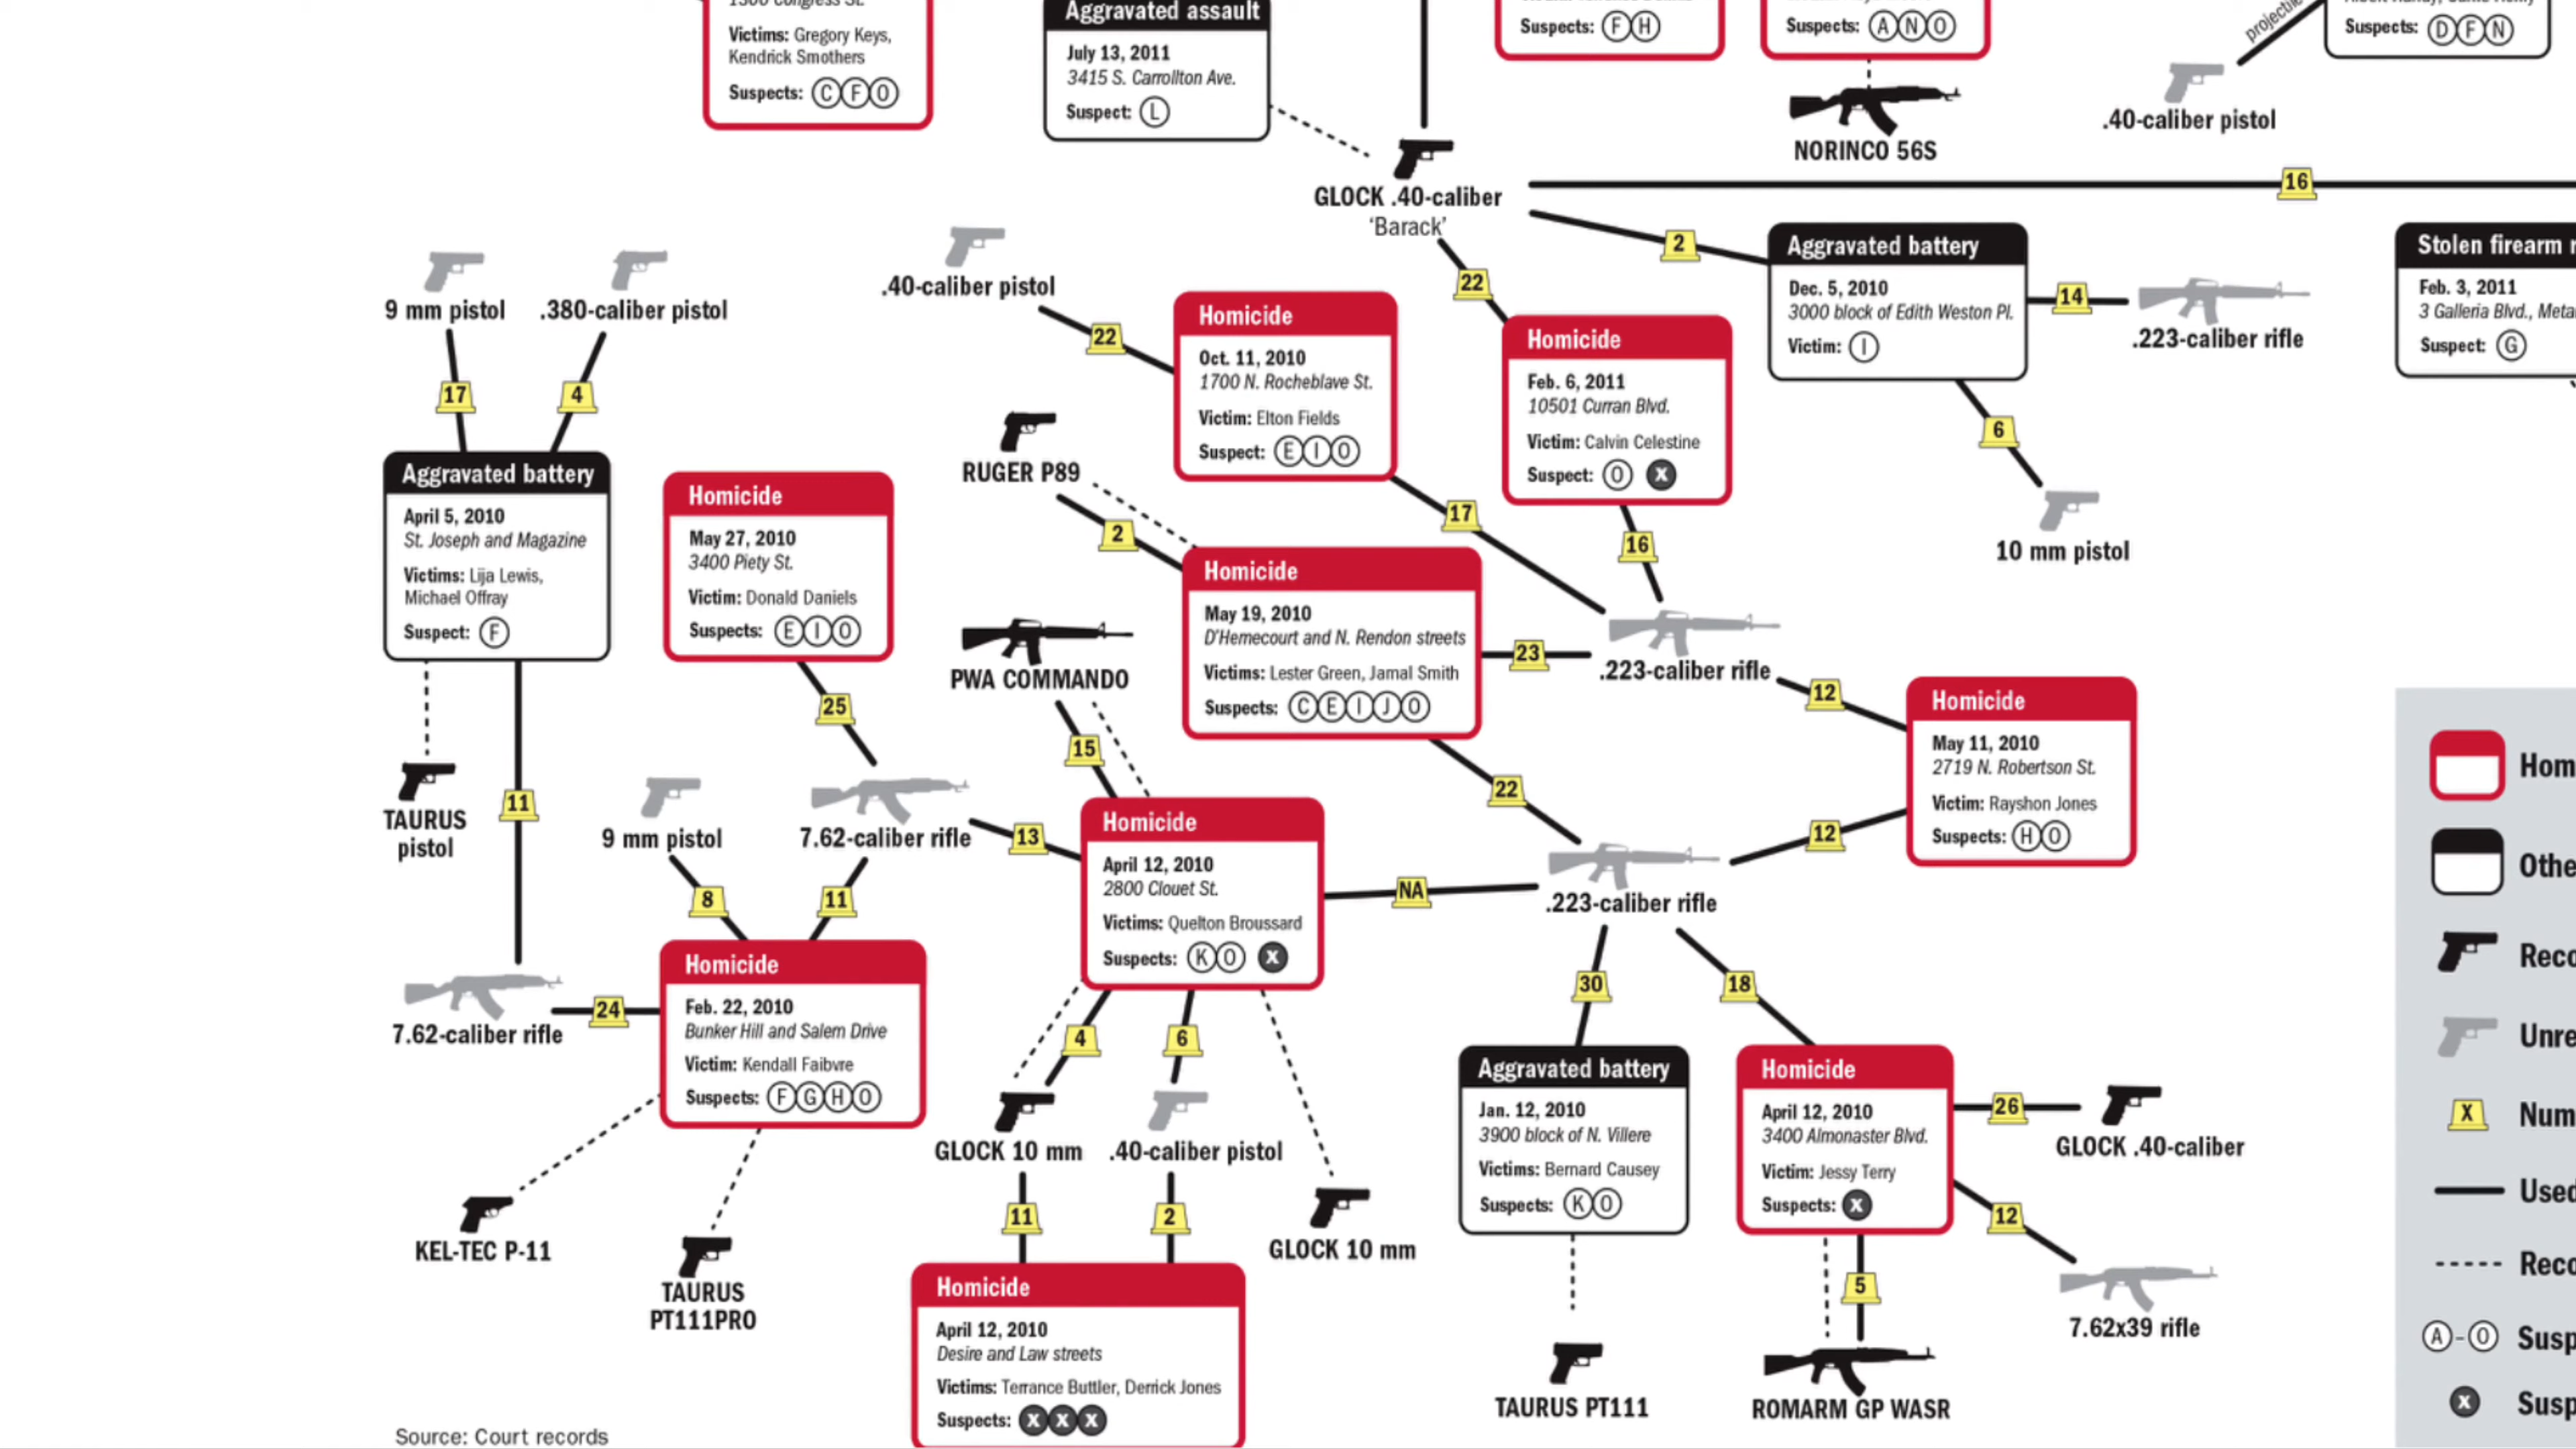 Victims: Gregory Keys,
Kendrick Smothers
Suspects: C F O
Aggravated assault
July 13, 2011
3415 S. Carrollton Ave.
Suspect: L
Suspects: F H
Suspects: A N O
NORINCO 56S
projectile
.40-caliber pistol
Suspects: D F N
GLOCK .40-caliber
'Barack'
16
2
22
Aggravated battery
Dec. 5, 2010
3000 block of Edith Weston Pl.
Victim: I
14
.223-caliber rifle
6
10 mm pistol
Stolen firearm
Feb. 3, 2011
3 Galleria Blvd.,
Suspect: G
9 mm pistol
.380-caliber pistol
17
4
.40-caliber pistol
22
Homicide
Oct. 11, 2010
1700 N. Rocheblave St.
Victim: Elton Fields
Suspect: E I O
Homicide
Feb. 6, 2011
10501 Curran Blvd.
Victim: Calvin Celestine
Suspect: O X
Aggravated battery
April 5, 2010
St. Joseph and Magazine
Victims: Lija Lewis,
Michael Offray
Suspect: F
Homicide
May 27, 2010
3400 Piety St.
Victim: Donald Daniels
Suspects: E I O
RUGER P89
2
17
16
Homicide
May 19, 2010
D'Hemecourt and N. Rendon streets
Victims: Lester Green, Jamal Smith
Suspects: C E I J O
23
.223-caliber rifle
12
PWA COMMANDO
15
25
22
Homicide
May 11, 2010
2719 N. Robertson St.
Victim: Rayshon Jones
Suspects: H O
12
TAURUS
pistol
11
9 mm pistol
7.62-caliber rifle
13
8
11
Homicide
April 12, 2010
2800 Clouet St.
Victims: Quelton Broussard
Suspects: K O X
NA
.223-caliber rifle
30
18
7.62-caliber rifle
24
Homicide
Feb. 22, 2010
Bunker Hill and Salem Drive
Victim: Kendall Faibvre
Suspects: F G H O
4
6
GLOCK 10 mm
.40-caliber pistol
11
2
GLOCK 10 mm
KEL-TEC P-11
TAURUS
PT111PRO
Homicide
April 12, 2010
Desire and Law streets
Victims: Terrance Buttler, Derrick Jones
Suspects: X X X
Aggravated battery
Jan. 12, 2010
3900 block of N. Villere
Victims: Bernard Causey
Suspects: K O
TAURUS PT111
Homicide
April 12, 2010
3400 Almonaster Blvd.
Victim: Jessy Terry
Suspects: X
26
GLOCK .40-caliber
12
7.62x39 rifle
5
ROMARM GP WASR
Hom
Othe
Reco
Unre
X Num
Used
Reco
A - O Susp
X Susp
Source: Court records